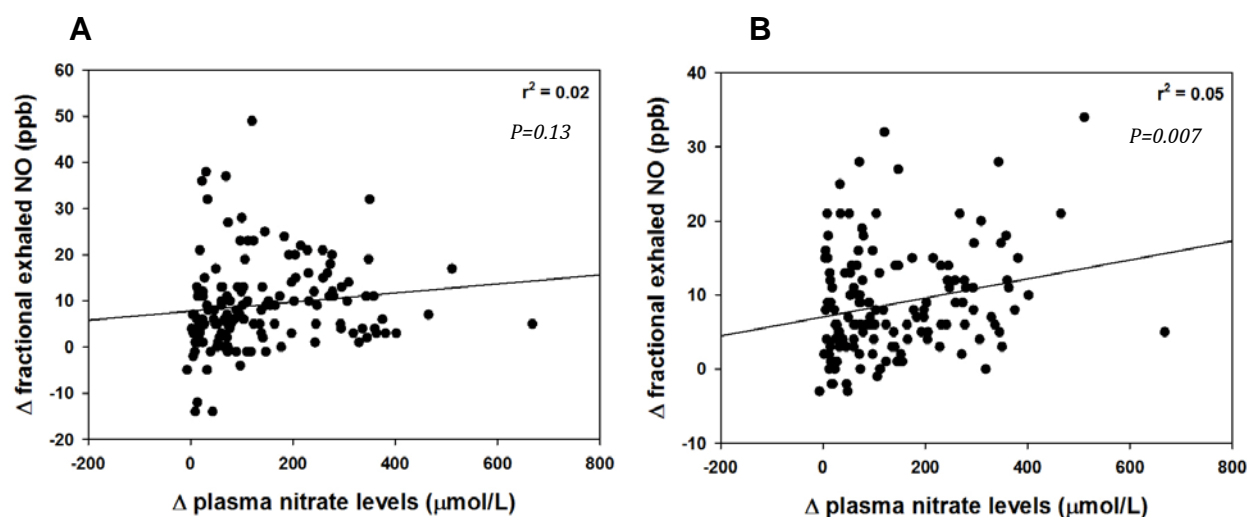 A
B
60
50
40
30
20
10
0
-10
-20
r² = 0.02
P=0.13
Δ fractional exhaled NO (ppb)
-200 0 200 400 600 800
Δ plasma nitrate levels (μmol/L)
40
30
20
10
0
-10
r² = 0.05
P=0.007
Δ fractional exhaled NO (ppb)
-200 0 200 400 600 800
Δ plasma nitrate levels (μmol/L)